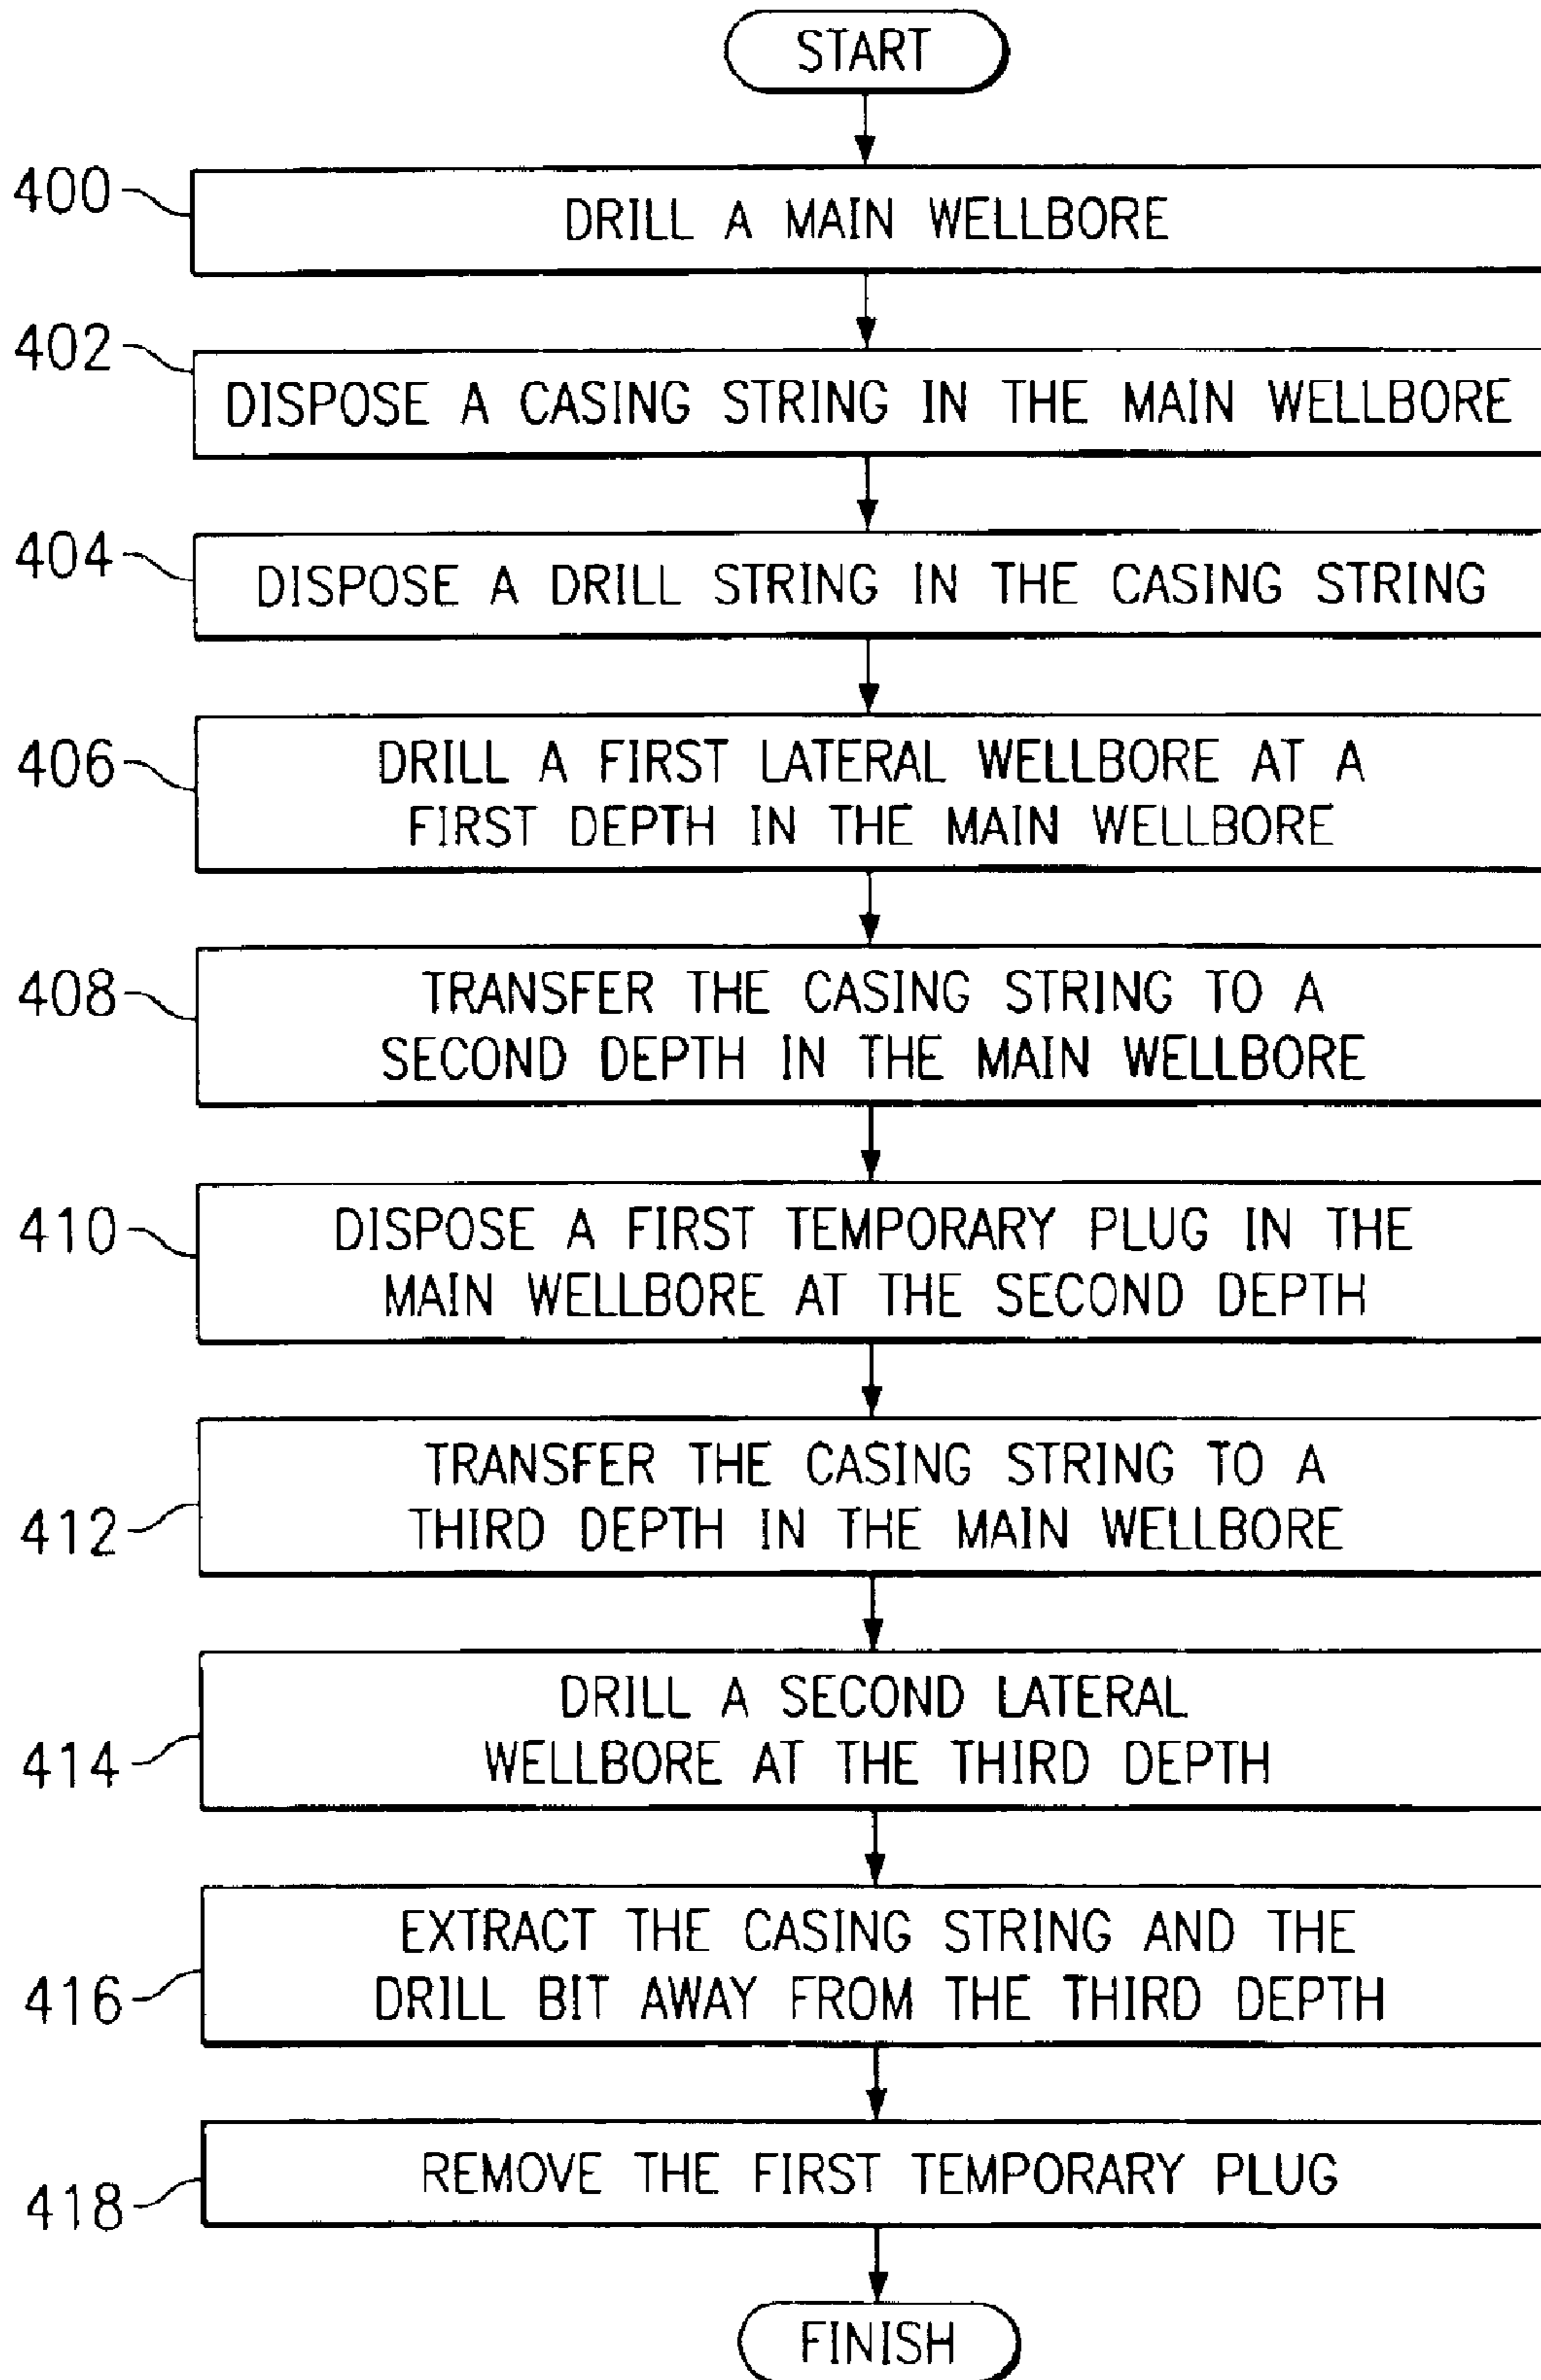 START
400
DRILL A MAIN WELLBORE
402
DISPOSE A CASING STRING IN THE MAIN WELLBORE
404
DISPOSE A DRILL STRING IN THE CASING STRING
406
DRILL A FIRST LATERAL WELLBORE AT A
FIRST DEPTH IN THE MAIN WELLBORE
408
TRANSFER THE CASING STRING TO A
SECOND DEPTH IN THE MAIN WELLBORE
410
DISPOSE A FIRST TEMPORARY PLUG IN THE
MAIN WELLBORE AT THE SECOND DEPTH
412
TRANSFER THE CASING STRING TO A
THIRD DEPTH IN THE MAIN WELLBORE
414
DRILL A SECOND LATERAL
WELLBORE AT THE THIRD DEPTH
416
EXTRACT THE CASING STRING AND THE
DRILL BIT AWAY FROM THE THIRD DEPTH
418
REMOVE THE FIRST TEMPORARY PLUG
FINISH